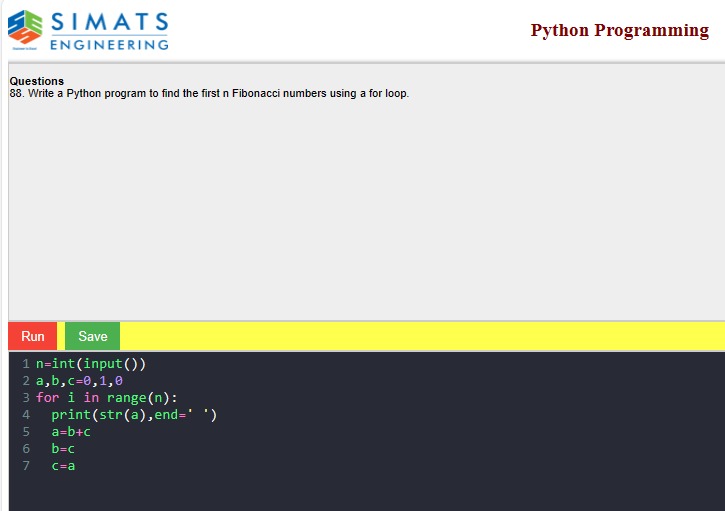 SIMATS
ENGINEERING
Python Programming
Questions
88. Write a Python program to find the first n Fibonacci numbers using a for loop.
Run Save
1 n=int(input())
2 a,b,c=0,1,0
3 for i in range(n):
4   print(str(a),end=' ')
5   a=b+c
6   b=c
7   c=a